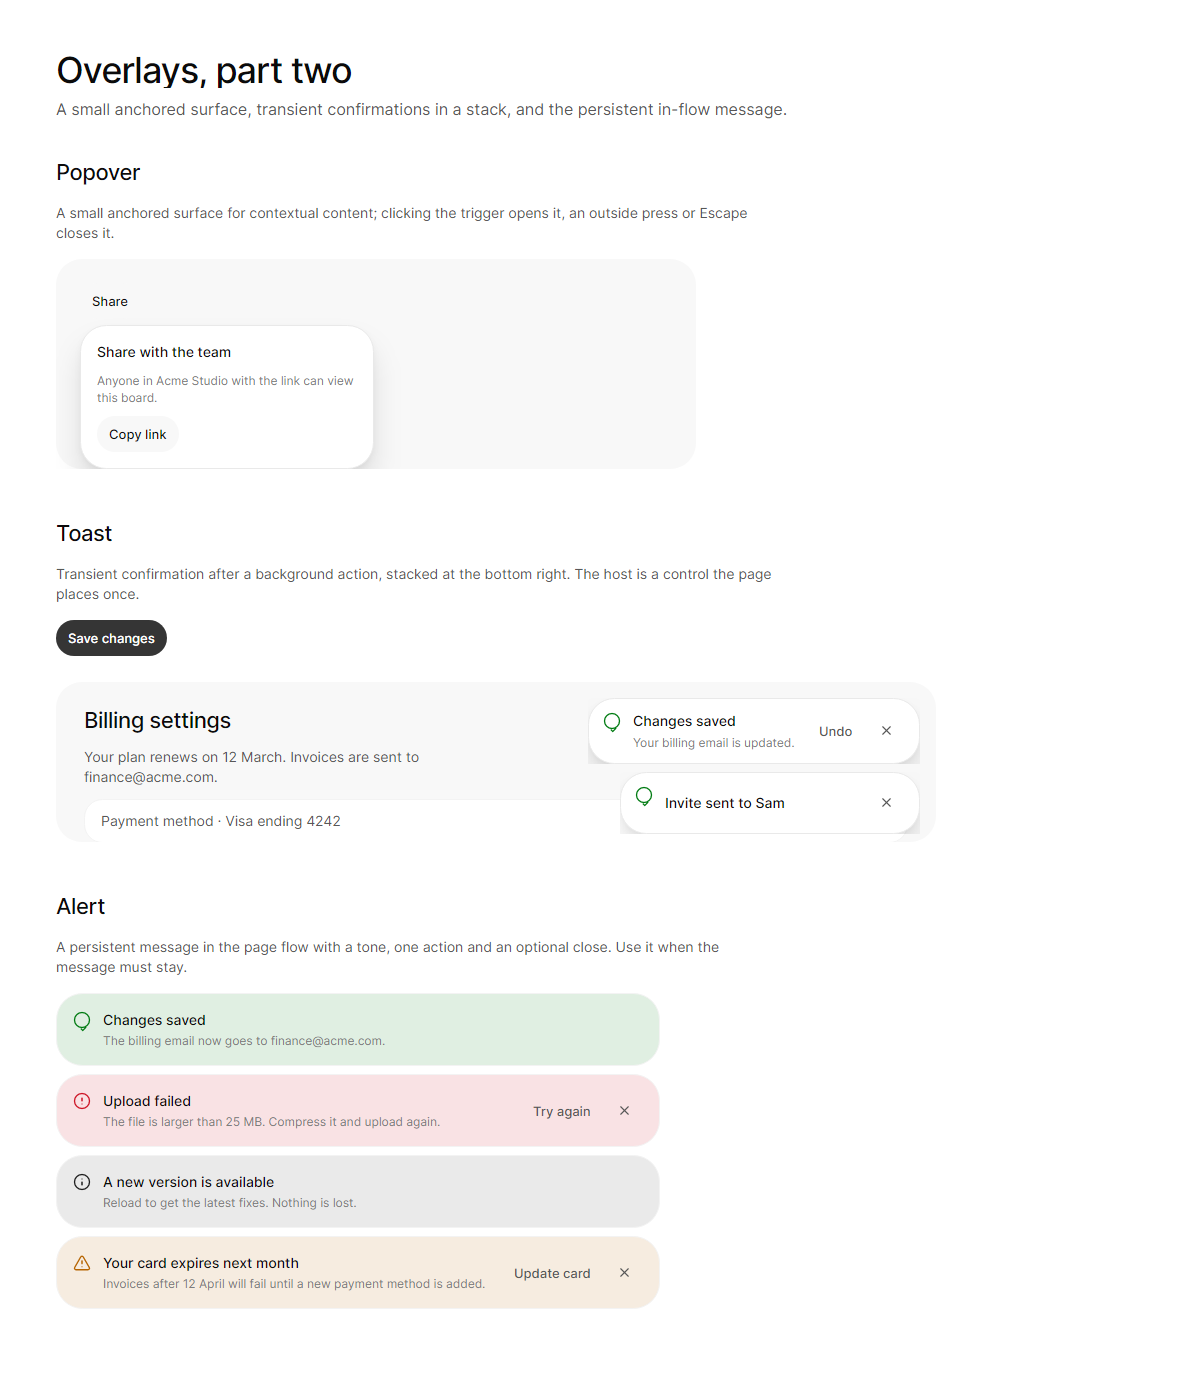 Overlays, part two
A small anchored surface, transient confirmations in a stack, and the persistent in-flow message.
Popover
A small anchored surface for contextual content; clicking the trigger opens it, an outside press or Escape
closes it.
Share
Share with the team
Anyone in Acme Studio with the link can view
this board.
Copy link
Toast
Transient confirmation after a background action, stacked at the bottom right. The host is a control the page
places once.
Save changes
Billing settings
Your plan renews on 12 March. Invoices are sent to
finance@acme.com.
Payment method · Visa ending 4242
Changes saved
Your billing email is updated.
Undo
Invite sent to Sam
Alert
A persistent message in the page flow with a tone, one action and an optional close. Use it when the
message must stay.
Changes saved
The billing email now goes to finance@acme.com.
Upload failed
The file is larger than 25 MB. Compress it and upload again.
Try again
A new version is available
Reload to get the latest fixes. Nothing is lost.
Your card expires next month
Invoices after 12 April will fail until a new payment method is added.
Update card